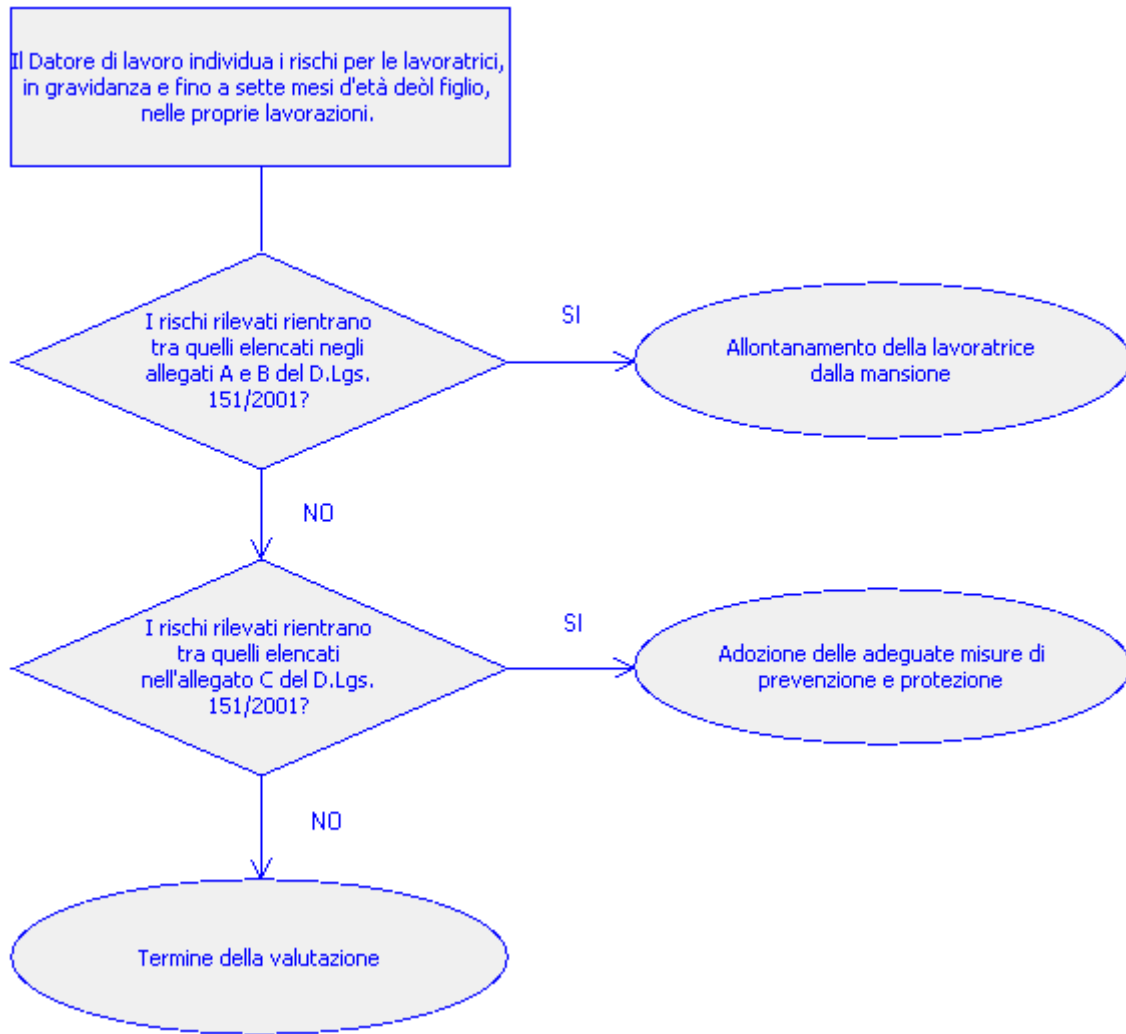 Il Datore di lavoro individua i rischi per le lavoratrici,
in gravidanza e fino a sette mesi d'età deòl figlio,
nelle proprie lavorazioni.
I rischi rilevati rientrano
tra quelli elencati negli
allegati A e B del D.Lgs.
151/2001?
SI
Allontanamento della lavoratrice
dalla mansione
NO
I rischi rilevati rientrano
tra quelli elencati
nell'allegato C del D.Lgs.
151/2001?
SI
Adozione delle adeguate misure di
prevenzione e protezione
NO
Termine della valutazione